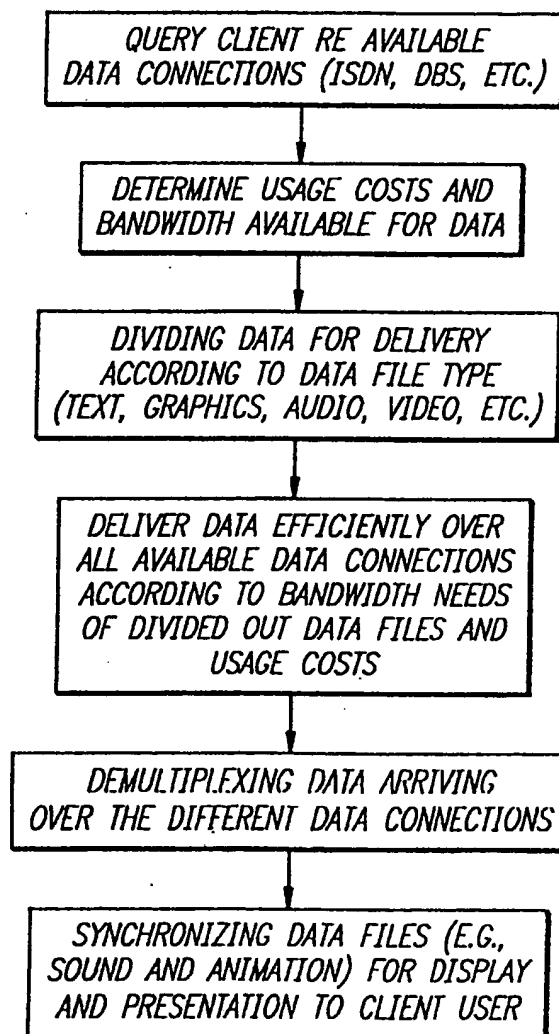 QUERY CLIENT RE AVAILABLE
DATA CONNECTIONS (ISDN, DBS, ETC.)
DETERMINE USAGE COSTS AND
BANDWIDTH AVAILABLE FOR DATA
DIVIDING DATA FOR DELIVERY
ACCORDING TO DATA FILE TYPE
(TEXT, GRAPHICS, AUDIO, VIDEO, ETC.)
DELIVER DATA EFFICIENTLY OVER
ALL AVAILABLE DATA CONNECTIONS
ACCORDING TO BANDWIDTH NEEDS
OF DIVIDED OUT DATA FILES AND
USAGE COSTS
DEMULTIPLEXING DATA ARRIVING
OVER THE DIFFERENT DATA CONNECTIONS
SYNCHRONIZING DATA FILES (E.G.,
SOUND AND ANIMATION) FOR DISPLAY
AND PRESENTATION TO CLIENT USER